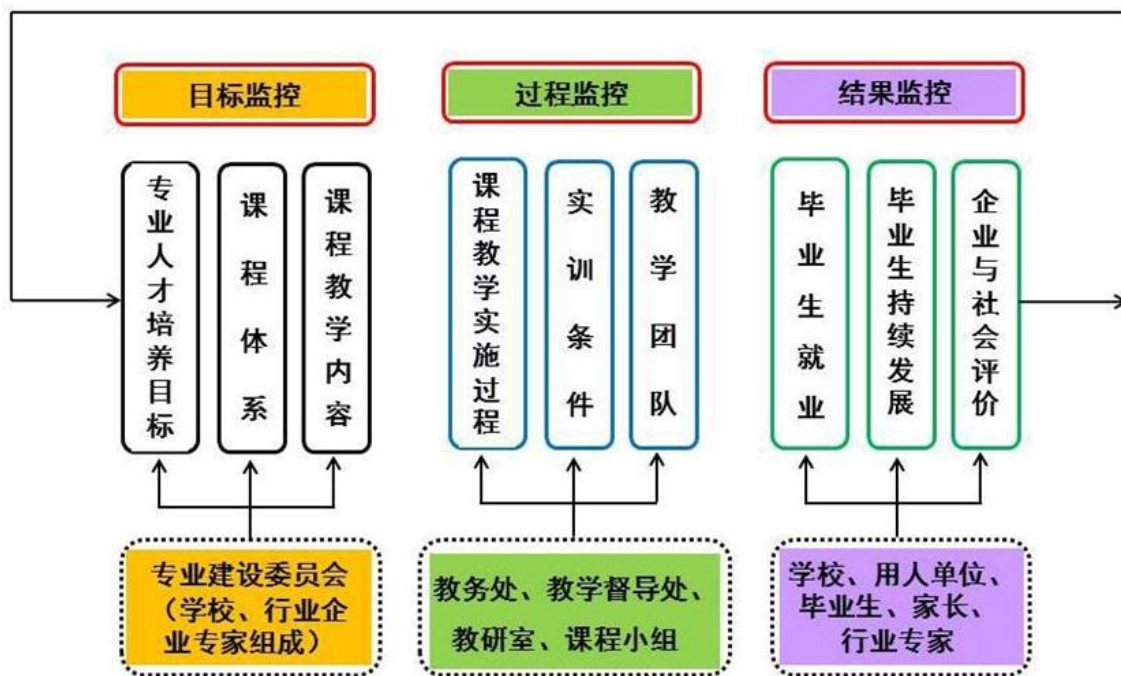 目标监控
过程监控
结果监控
专业人才培养目标
课程体系
课程教学内容
课程教学实施过程
实训条件
教学团队
毕业生就业
毕业生持续发展
企业与社会评价
专业建设委员会
（学校、行业企
业专家组成）
教务处、教学督导处、
教研室、课程小组
学校、用人单位、
毕业生、家长、
行业专家